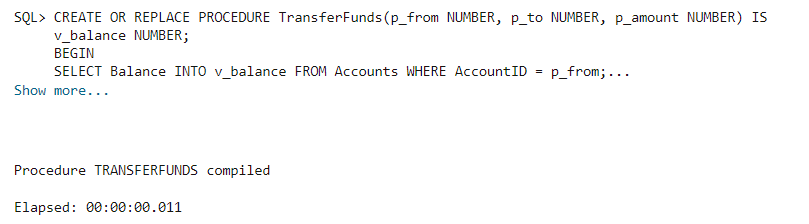 SQL> CREATE OR REPLACE PROCEDURE TransferFunds(p_from NUMBER, p_to NUMBER, p_amount NUMBER) IS
v_balance NUMBER;
BEGIN
SELECT Balance INTO v_balance FROM Accounts WHERE AccountID = p_from;...
Show more...
Procedure TRANSFERFUNDS compiled
Elapsed: 00:00:00.011